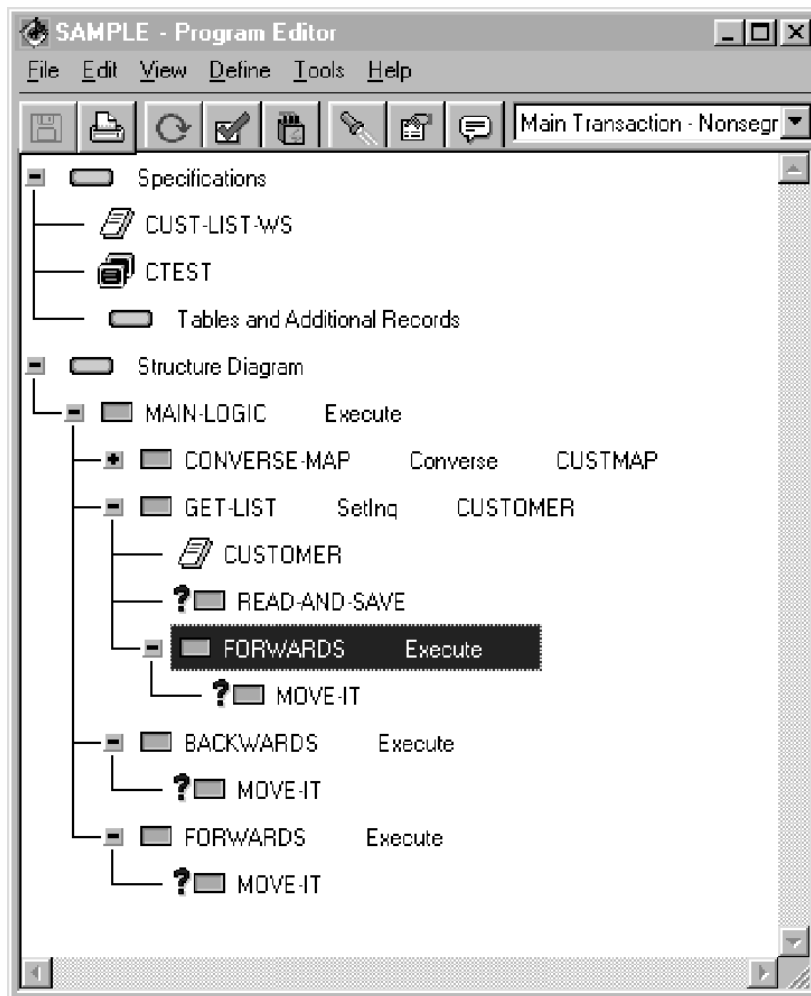 SAMPLE - Program Editor
File Edit View Define Tools Help
Main Transaction - Nonsegr
Specifications
CUST-LIST-WS
CTEST
Tables and Additional Records
Structure Diagram
MAIN-LOGIC Execute
CONVERSE-MAP Converse CUSTMAP
GET-LIST SetInq CUSTOMER
CUSTOMER
? READ-AND-SAVE
FORWARDS Execute
? MOVE-IT
BACKWARDS Execute
? MOVE-IT
FORWARDS Execute
? MOVE-IT